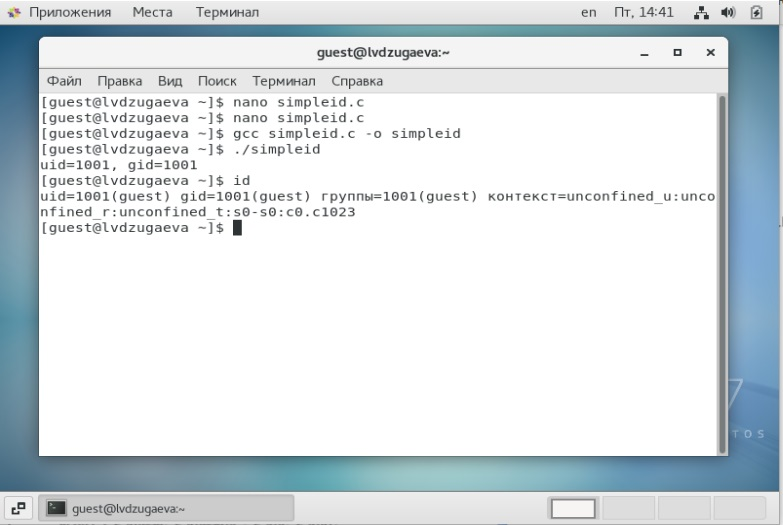 Приложения Места Терминал en Пт, 14:41
guest@lvdzugaeva:~
Файл Правка Вид Поиск Терминал Справка
[guest@lvdzugaeva ~]$ nano simpleid.c
[guest@lvdzugaeva ~]$ nano simpleid.c
[guest@lvdzugaeva ~]$ gcc simpleid.c -o simpleid
[guest@lvdzugaeva ~]$ ./simpleid
uid=1001, gid=1001
[guest@lvdzugaeva ~]$ id
uid=1001(guest) gid=1001(guest) группы=1001(guest) контекст=unconfined_u:unco
nfined_r:unconfined_t:s0-s0:c0.c1023
[guest@lvdzugaeva ~]$
7
TOS
guest@lvdzugaeva:~